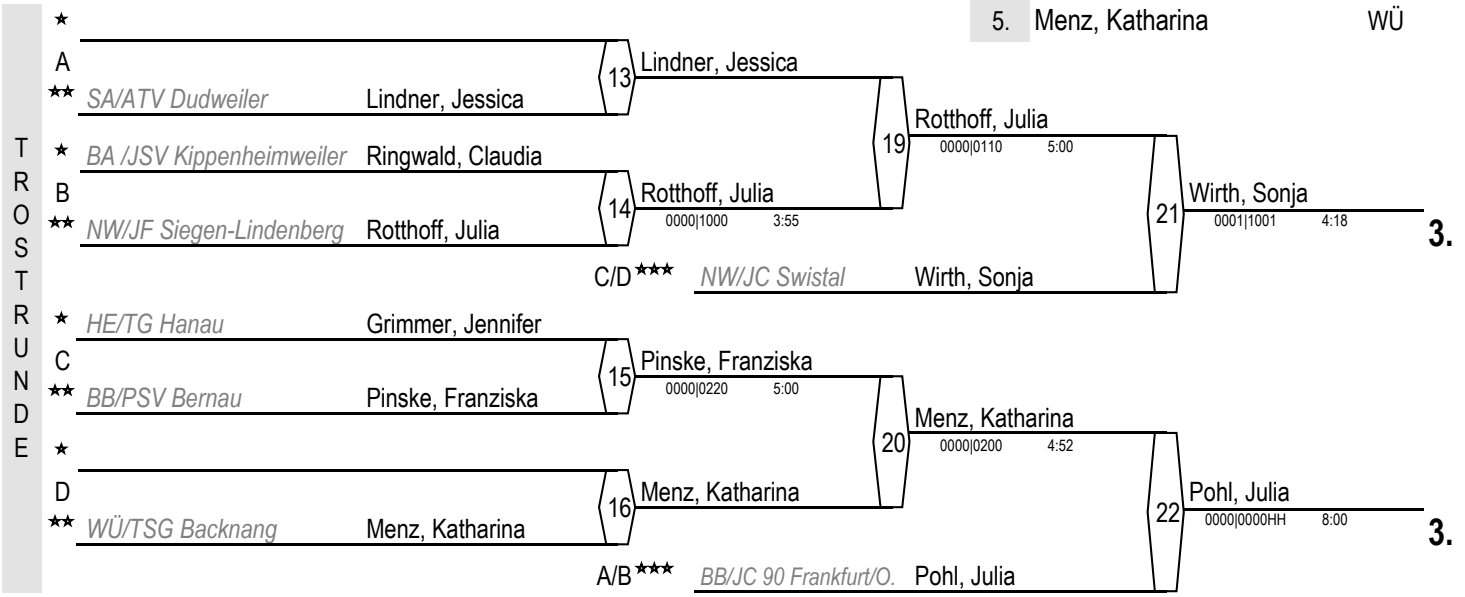 5. Menz, Katharina WÜ
TROSTRUNDE
A
Lindner, Jessica
13
SA/ATV Dudweiler Lindner, Jessica
Rotthoff, Julia
19
0000|0110 5:00
BA /JSV Kippenheimweiler Ringwald, Claudia
B
Rotthoff, Julia
14
0000|1000 3:55
Wirth, Sonja
21
0001|1001 4:18
3.
NW/JF Siegen-Lindenberg Rotthoff, Julia
C/D NW/JC Swistal Wirth, Sonja
HE/TG Hanau Grimmer, Jennifer
C
Pinske, Franziska
15
0000|0220 5:00
BB/PSV Bernau Pinske, Franziska
Menz, Katharina
20
0000|0200 4:52
D
Menz, Katharina
16
Pohl, Julia
22
0000|0000HH 8:00
3.
WÜ/TSG Backnang Menz, Katharina
A/B BB/JC 90 Frankfurt/O. Pohl, Julia